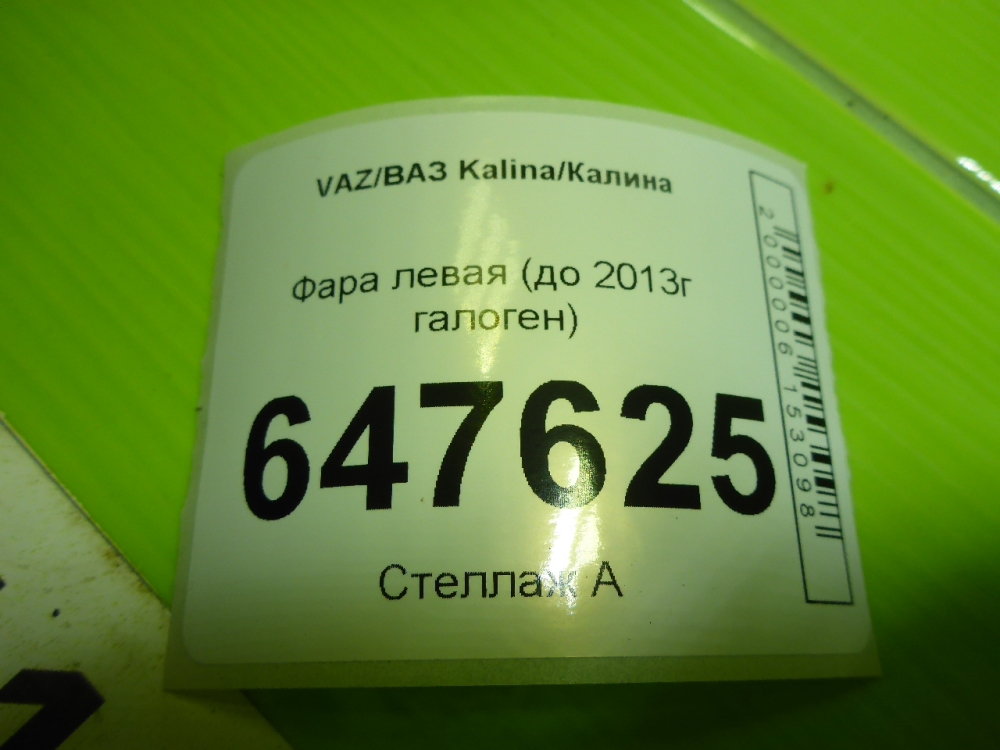 VAZ/ВАЗ Kalina/Калина
Фара левая (до 2013г
галоген)
647625
Стеллаж А
2000006153098